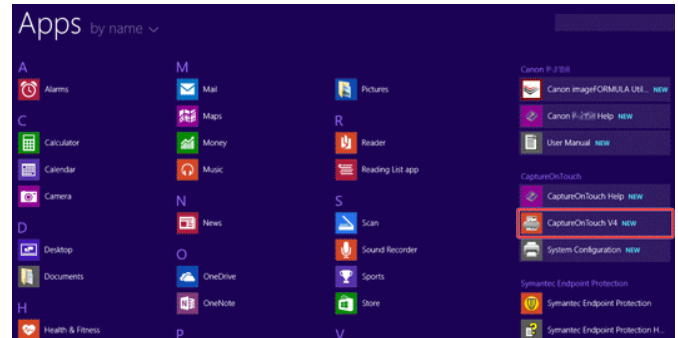 Apps by name
A
Alarms
C
Calculator
Calendar
Camera
D
Desktop
Documents
H
Health & Fitness
M
Mail
Maps
Money
Music
N
News
O
OneDrive
OneNote
P
Pictures
R
Reader
Reading List app
S
Scan
Sound Recorder
Sports
Store
V
Canon
Canon imageFORMULA Util... NEW
Canon Help NEW
User Manual NEW
CaptureOnTouch
CaptureOnTouch Help NEW
CaptureOnTouch V4 NEW
System Configuration NEW
Symantec Endpoint Protection
Symantec Endpoint Protection
Symantec Endpoint Protection H...